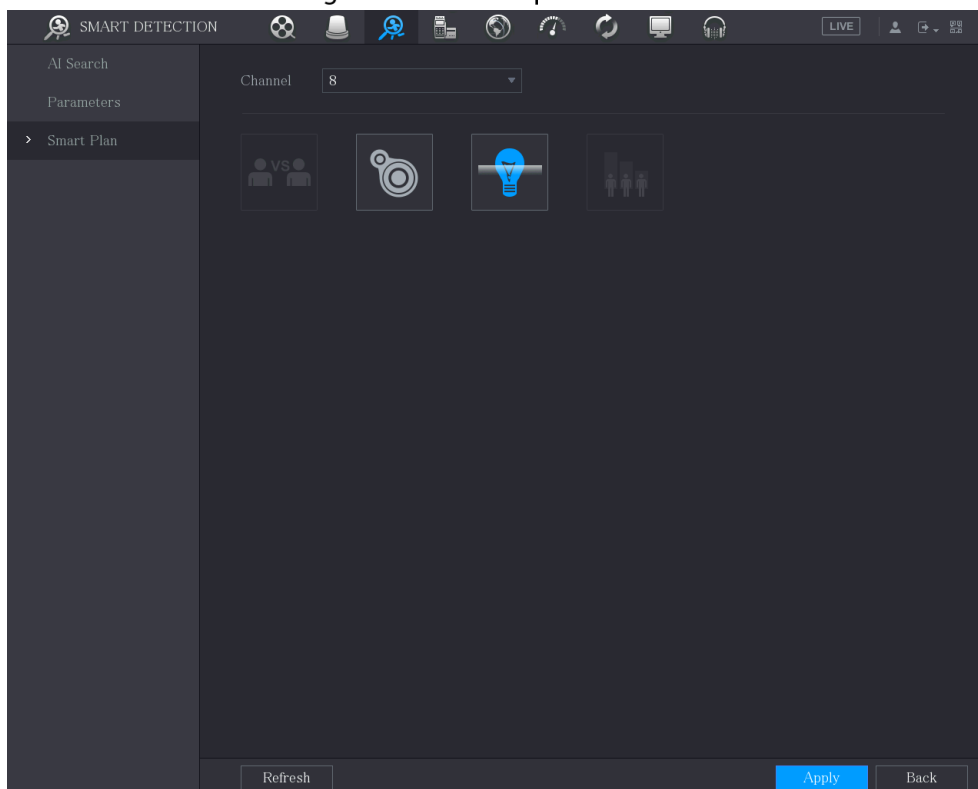 SMART DETECTION
LIVE
AI Search
Parameters
Smart Plan
Channel 8
VS
Refresh
Apply
Back